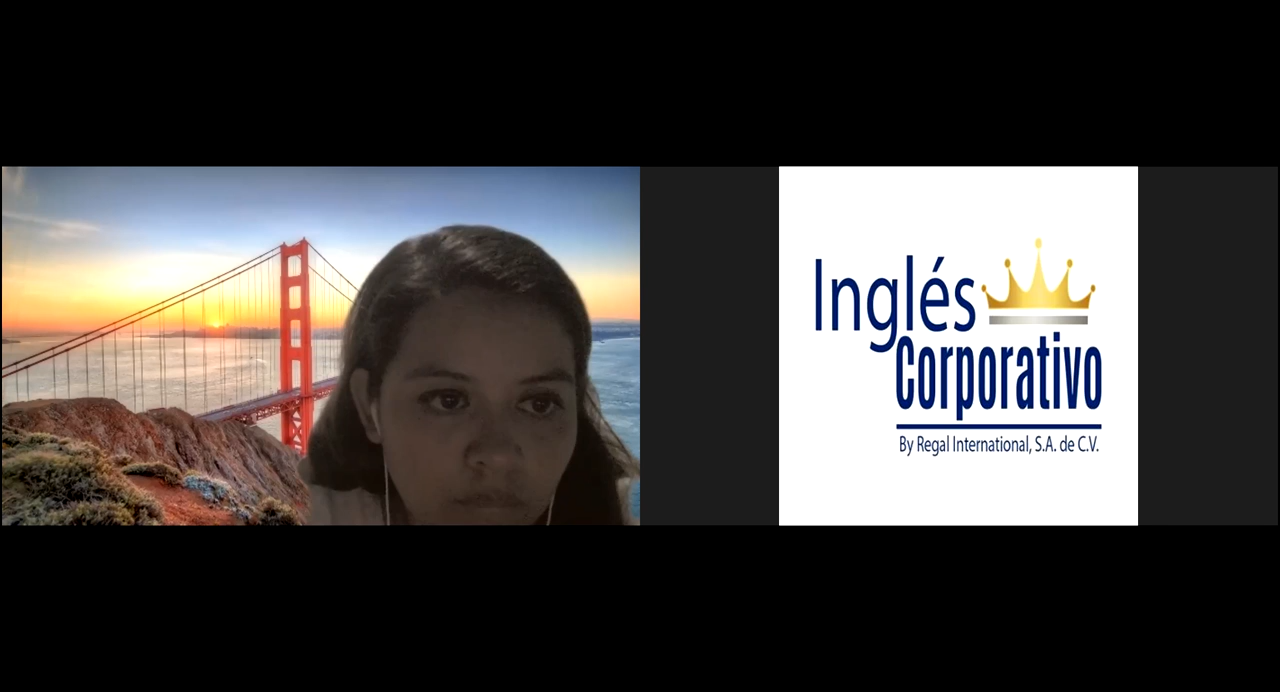 Inglés
Corporativo
By Regal International, S.A. de C.V.